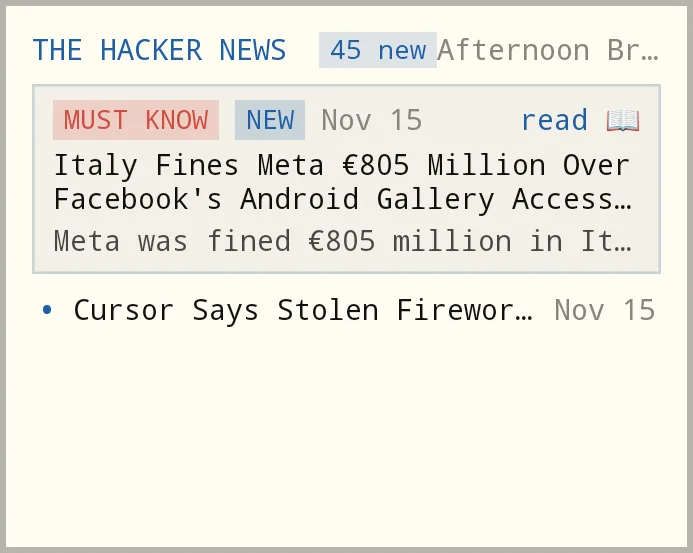 THE HACKER NEWS 45 new Afternoon Br…
MUST KNOW NEW Nov 15 read 📖
Italy Fines Meta €805 Million Over
Facebook's Android Gallery Access…
Meta was fined €805 million in It…
• Cursor Says Stolen Firewor… Nov 15